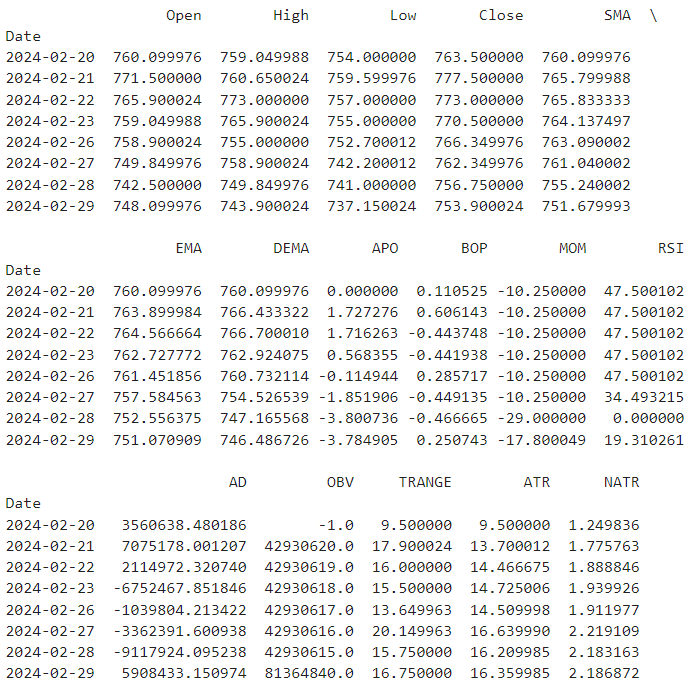 Open High Low Close SMA \
Date
2024-02-20 760.099976 759.049988 754.000000 763.500000 760.099976
2024-02-21 771.500000 760.650024 759.599976 777.500000 765.799988
2024-02-22 765.900024 773.000000 757.000000 773.000000 765.833333
2024-02-23 759.049988 765.900024 755.000000 770.500000 764.137497
2024-02-26 758.900024 755.000000 752.700012 766.349976 763.090002
2024-02-27 749.849976 758.900024 742.200012 762.349976 761.040002
2024-02-28 742.500000 749.849976 741.000000 756.750000 755.240002
2024-02-29 748.099976 743.900024 737.150024 753.900024 751.679993
EMA DEMA APO BOP MOM RSI
Date
2024-02-20 760.099976 760.099976 0.000000 0.110525 -10.250000 47.500102
2024-02-21 763.899984 766.433322 1.727276 0.606143 -10.250000 47.500102
2024-02-22 764.566664 766.700010 1.716263 -0.443748 -10.250000 47.500102
2024-02-23 762.727772 762.924075 0.568355 -0.441938 -10.250000 47.500102
2024-02-26 761.451856 760.732114 -0.114944 0.285717 -10.250000 47.500102
2024-02-27 757.584563 754.526539 -1.851906 -0.449135 -10.250000 34.493215
2024-02-28 752.556375 747.165568 -3.800736 -0.466665 -29.000000 0.000000
2024-02-29 751.070909 746.486726 -3.784905 0.250743 -17.800049 19.310261
AD OBV TRANGE ATR NATR
Date
2024-02-20 3560638.480186 -1.0 9.500000 9.500000 1.249836
2024-02-21 7075178.001207 42930620.0 17.900024 13.700012 1.775763
2024-02-22 2114972.320740 42930619.0 16.000000 14.466675 1.888846
2024-02-23 -6752467.851846 42930618.0 15.500000 14.725006 1.939926
2024-02-26 -1039804.213422 42930617.0 13.649963 14.509998 1.911977
2024-02-27 -3362391.600938 42930616.0 20.149963 16.639990 2.219109
2024-02-28 -9117924.095238 42930615.0 15.750000 16.209985 2.183163
2024-02-29 5908433.150974 81364840.0 16.750000 16.359985 2.186872